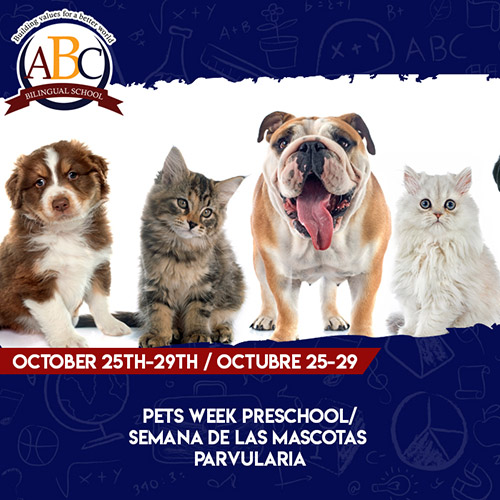 Building values for a better world
ABC
BILINGUAL SCHOOL
ABC
OCTOBER 25TH-29TH / OCTUBRE 25-29
PETS WEEK PRESCHOOL/
SEMANA DE LAS MASCOTAS
PARVULARIA